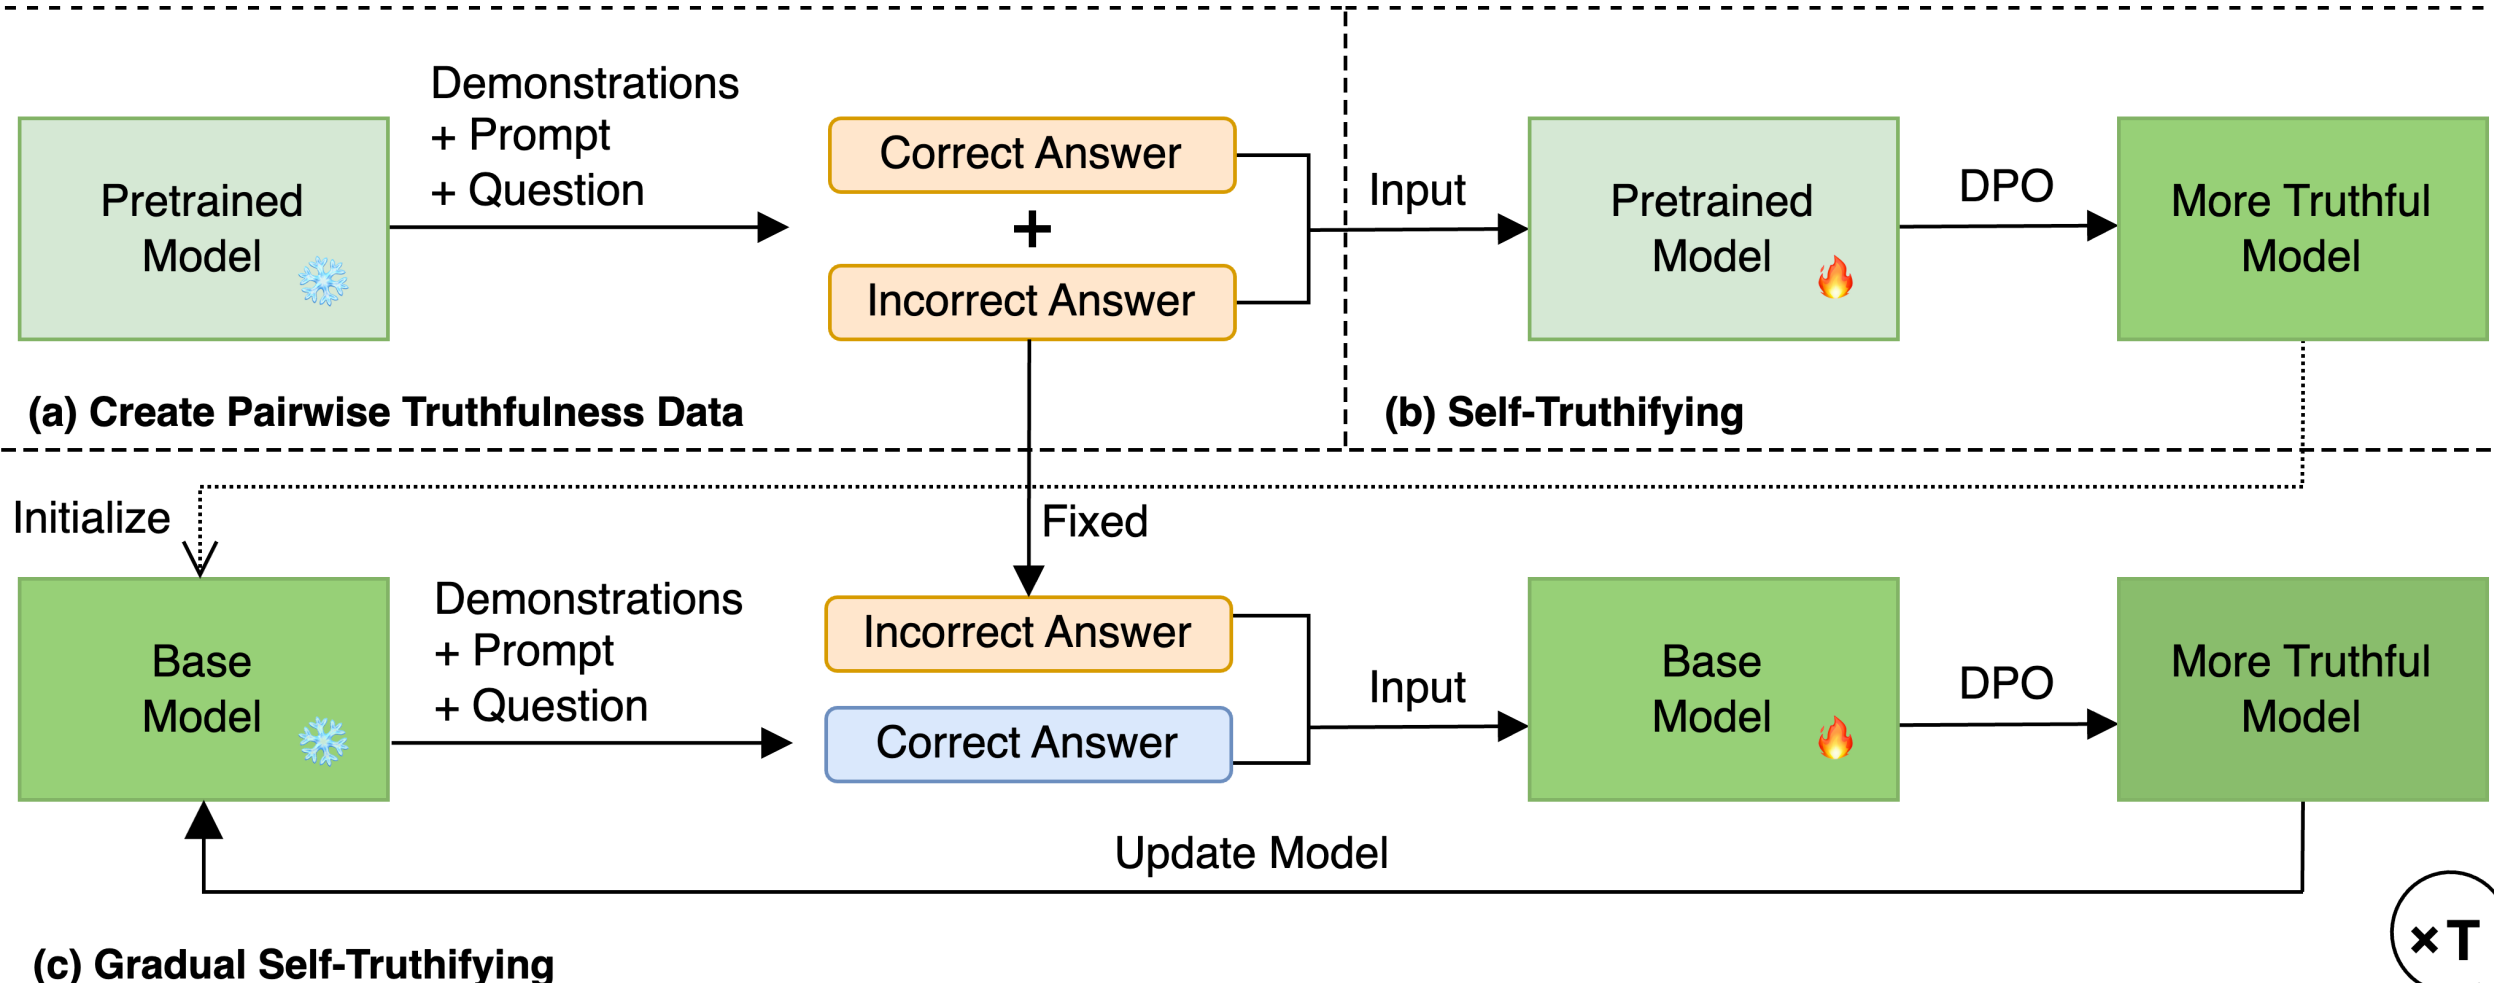 Demonstrations
+ Prompt
+ Question
Pretrained
Model
Correct Answer
+
Incorrect Answer
Input
Pretrained
Model
DPO
More Truthful
Model
(a) Create Pairwise Truthfulness Data
(b) Self-Truthifying
Initialize
Fixed
Base
Model
Demonstrations
+ Prompt
+ Question
Incorrect Answer
Correct Answer
Input
Base
Model
DPO
More Truthful
Model
Update Model
×T
(c) Gradual Self-Truthifying